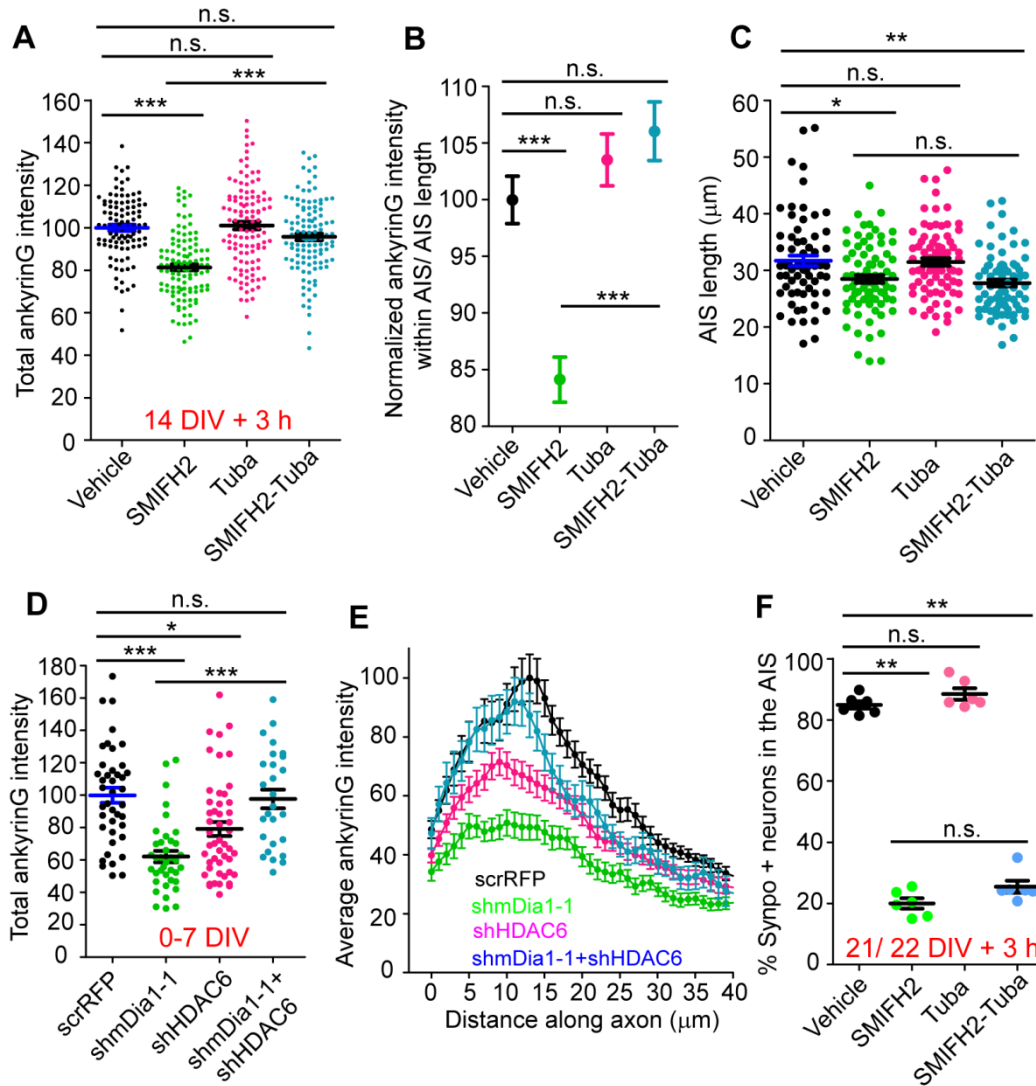 A
n.s.
n.s.
***
***
Total ankyrinG intensity
160
140
120
100
80
60
40
20
0
14 DIV + 3 h
Vehicle
SMIFH2
Tuba
SMIFH2-Tuba
B
n.s.
n.s.
***
***
Normalized ankyrinG intensity
within AIS/ AIS length
110
105
100
95
90
85
80
Vehicle
SMIFH2
Tuba
SMIFH2-Tuba
C
**
n.s.
*
n.s.
AIS length (μm)
60
50
40
30
20
10
0
Vehicle
SMIFH2
Tuba
SMIFH2-Tuba
D
n.s.
*
***
***
Total ankyrinG intensity
180
160
140
120
100
80
60
40
20
0
0-7 DIV
scrRFP
shmDia1-1
shHDAC6
shmDia1-1+
shHDAC6
E
Average ankyrinG intensity
100
80
60
40
20
0
scrRFP
shmDia1-1
shHDAC6
shmDia1-1+shHDAC6
0
5
10
15
20
25
30
35
40
Distance along axon (μm)
F
**
n.s.
**
n.s.
% Synpo + neurons in the AIS
100
80
60
40
20
0
21/ 22 DIV + 3 h
Vehicle
SMIFH2
Tuba
SMIFH2-Tuba